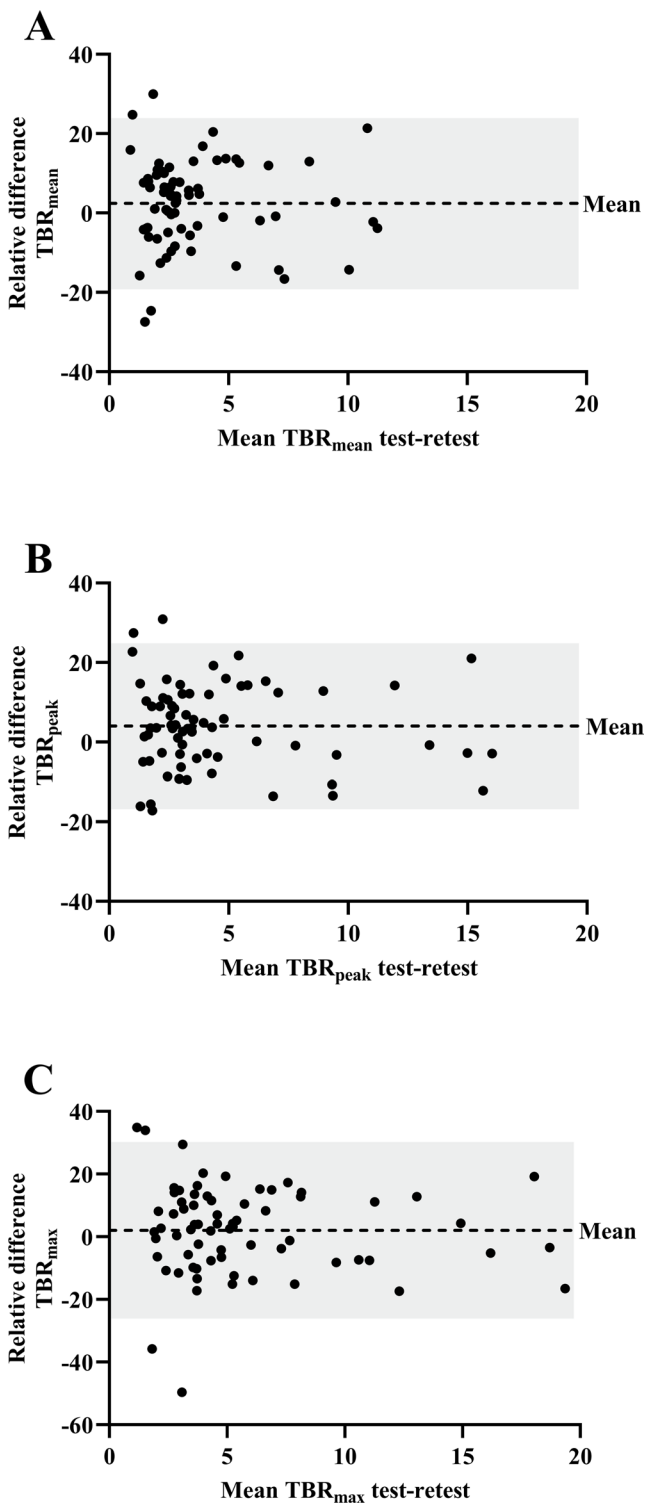 A
Relative difference
TBRmean
40
20
0
-20
-40
Mean
0 5 10 15 20
Mean TBRmean test-retest
B
Relative difference
TBRpeak
40
20
0
-20
-40
Mean
0 5 10 15 20
Mean TBRpeak test-retest
C
Relative difference
TBRmax
40
20
0
-20
-40
-60
Mean
0 5 10 15 20
Mean TBRmax test-retest